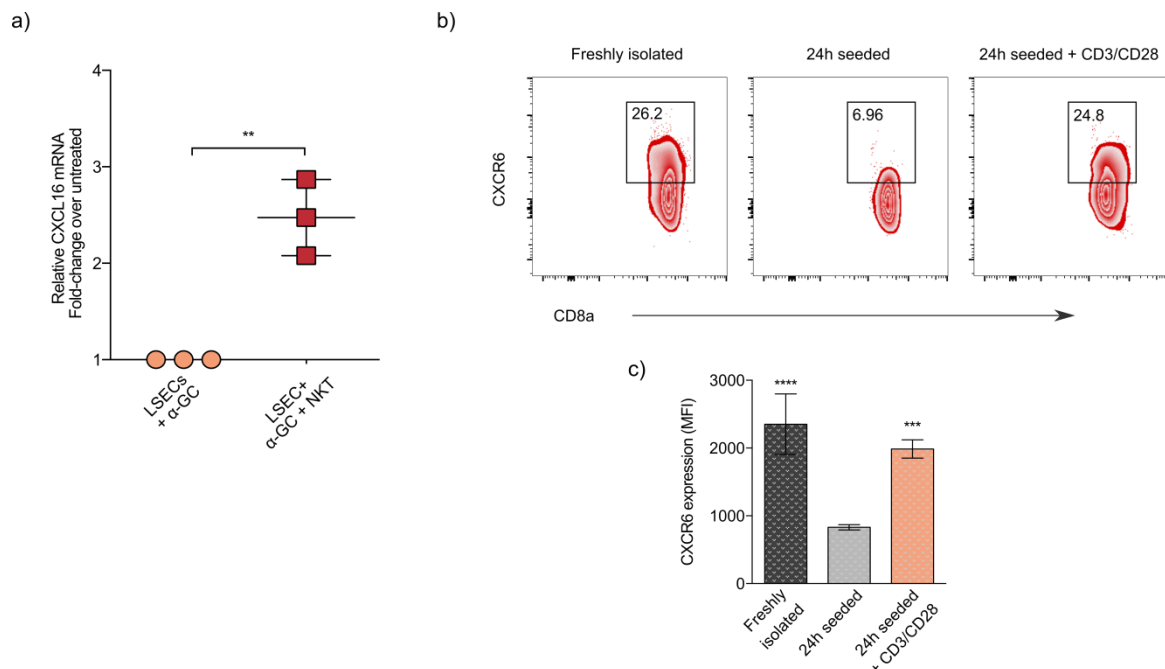 a)
4
3
2
1
Relative CXCL16 mRNA
Fold-change over untreated
**
LSECs
+ α-GC
LSEC+
α-GC + NKT
b)
Freshly isolated
24h seeded
24h seeded + CD3/CD28
26.2
6.96
24.8
CXCR6
CD8a
c)
3000
2000
1000
0
CXCR6 expression (MFI)
****
***
Freshly
isolated
24h seeded
24h seeded
+ CD3/CD28